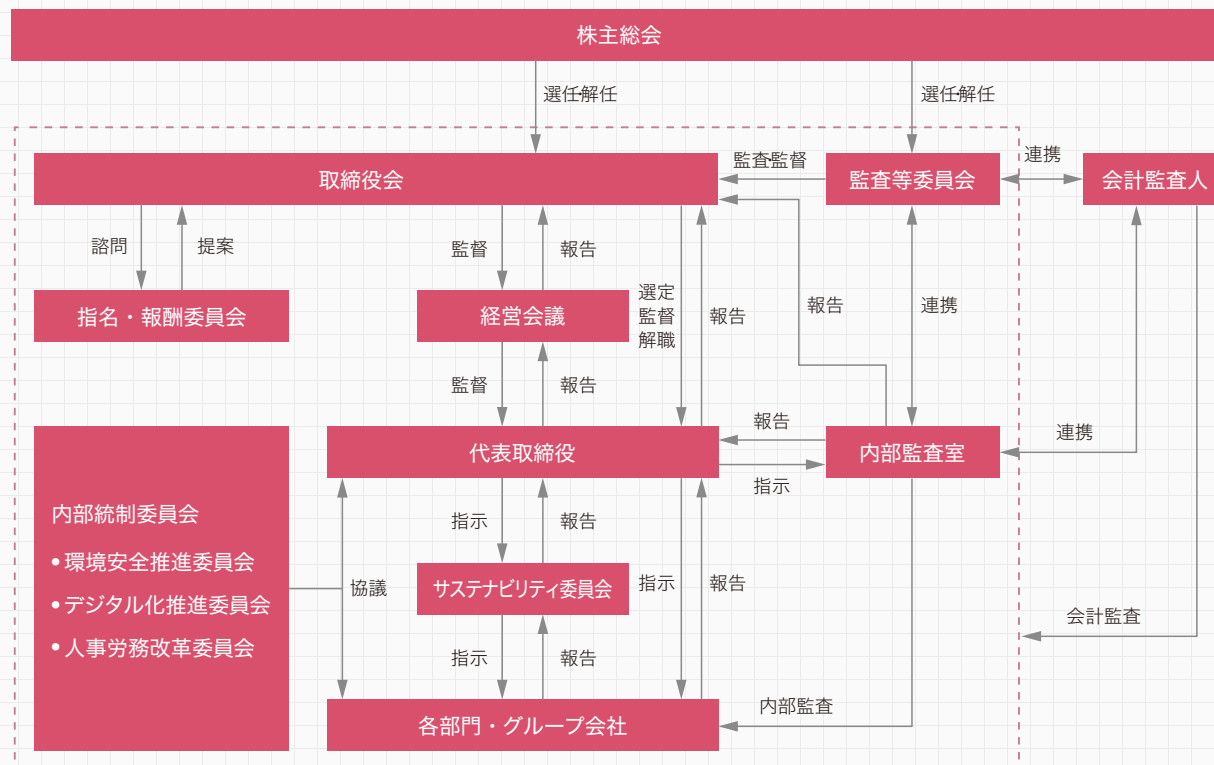 株主総会
選任・解任
選任・解任
取締役会
監査・監督
監査等委員会
連携
会計監査人
諮問
提案
監督
報告
選定
監督
解職
報告
報告
連携
指名・報酬委員会
経営会議
監督
報告
代表取締役
報告
指示
内部監査室
連携
内部統制委員会
•環境安全推進委員会
•デジタル化推進委員会
•人事労務改革委員会
協議
指示
報告
サステナビリティ委員会
指示
報告
会計監査
指示
報告
各部門・グループ会社
内部監査